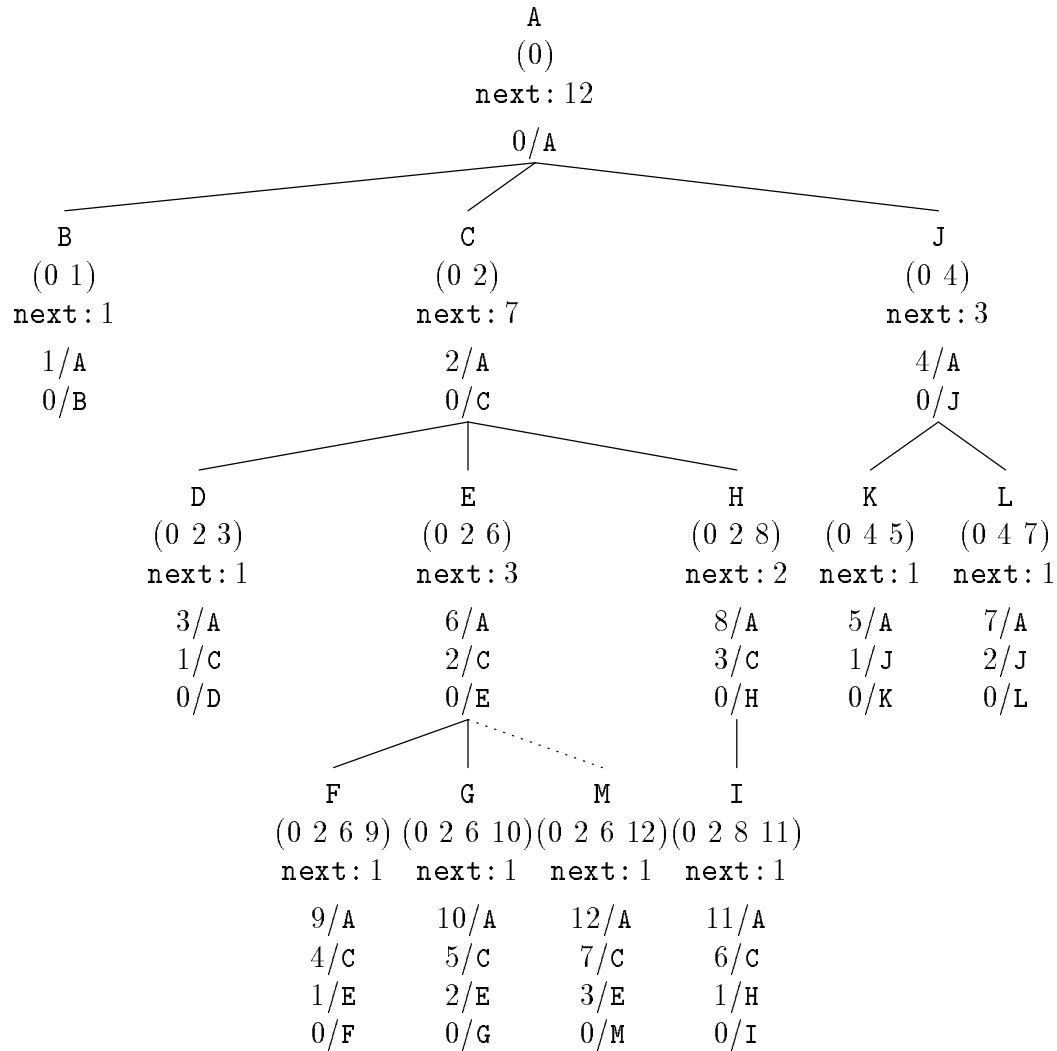 A
(0)
next: 12
0/A
B C J
(0 1) (0 2) (0 4)
next: 1 next: 7 next: 3
1/A 2/A 4/A
0/B 0/C 0/J
D E H K L
(0 2 3) (0 2 6) (0 2 8) (0 4 5) (0 4 7)
next: 1 next: 3 next: 2 next: 1 next: 1
3/A 6/A 8/A 5/A 7/A
1/C 2/C 3/C 1/J 2/J
0/D 0/E 0/H 0/K 0/L
F G M I
(0 2 6 9) (0 2 6 10) (0 2 6 12) (0 2 8 11)
next: 1 next: 1 next: 1 next: 1
9/A 10/A 12/A 11/A
4/C 5/C 7/C 6/C
1/E 2/E 3/E 1/H
0/F 0/G 0/M 0/I